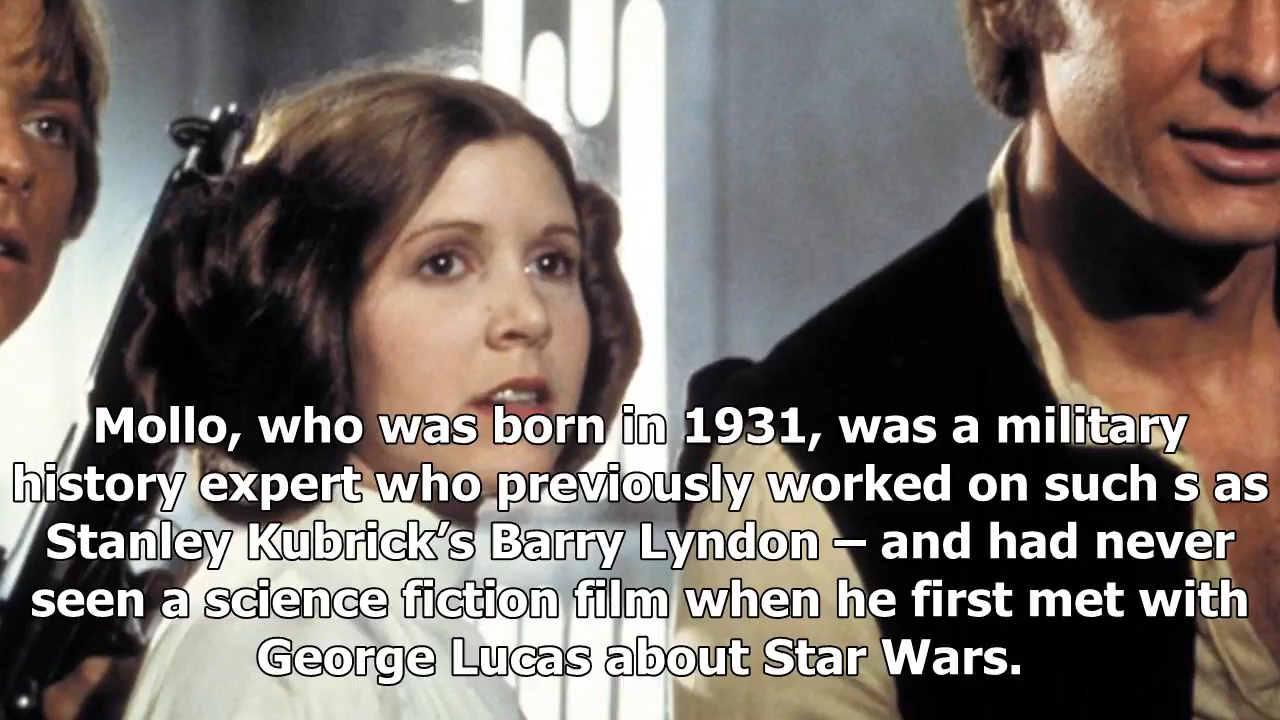 Mollo, who was born in 1931, was a military
history expert who previously worked on such s as
Stanley Kubrick’s Barry Lyndon – and had never
seen a science fiction film when he first met with
George Lucas about Star Wars.